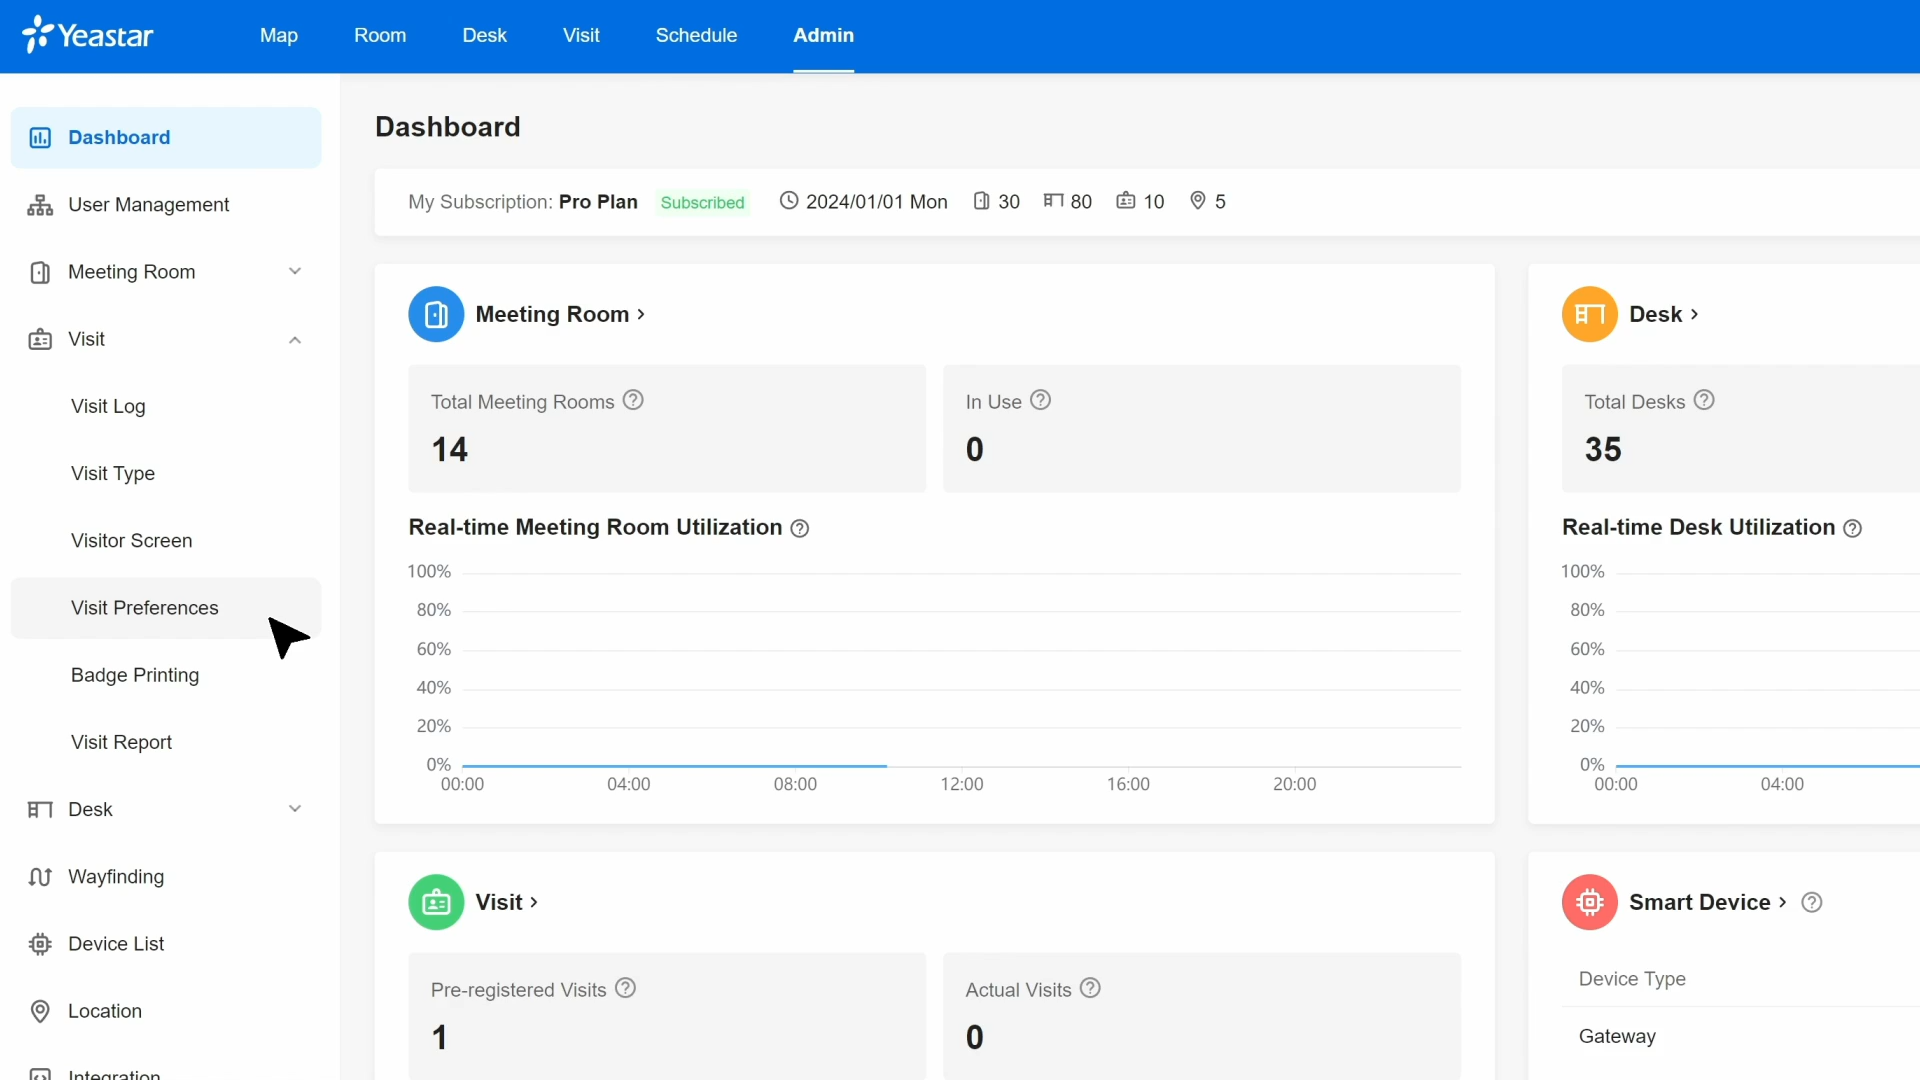 Yeastar Map Room Desk Visit Schedule Admin
Dashboard
User Management
Meeting Room
Visit
Visit Log
Visit Type
Visitor Screen
Visit Preferences
Badge Printing
Visit Report
Desk
Wayfinding
Device List
Location
Integration
Dashboard
My Subscription: Pro Plan Subscribed 2024/01/01 Mon 30 80 10 5
Meeting Room
Total Meeting Rooms
14
In Use
0
Real-time Meeting Room Utilization
100%
80%
60%
40%
20%
0%
00:00 04:00 08:00 12:00 16:00 20:00
Desk
Total Desks
35
Real-time Desk Utilization
100%
80%
60%
40%
20%
0%
00:00 04:00
Visit
Pre-registered Visits
1
Actual Visits
0
Smart Device
Device Type
Gateway